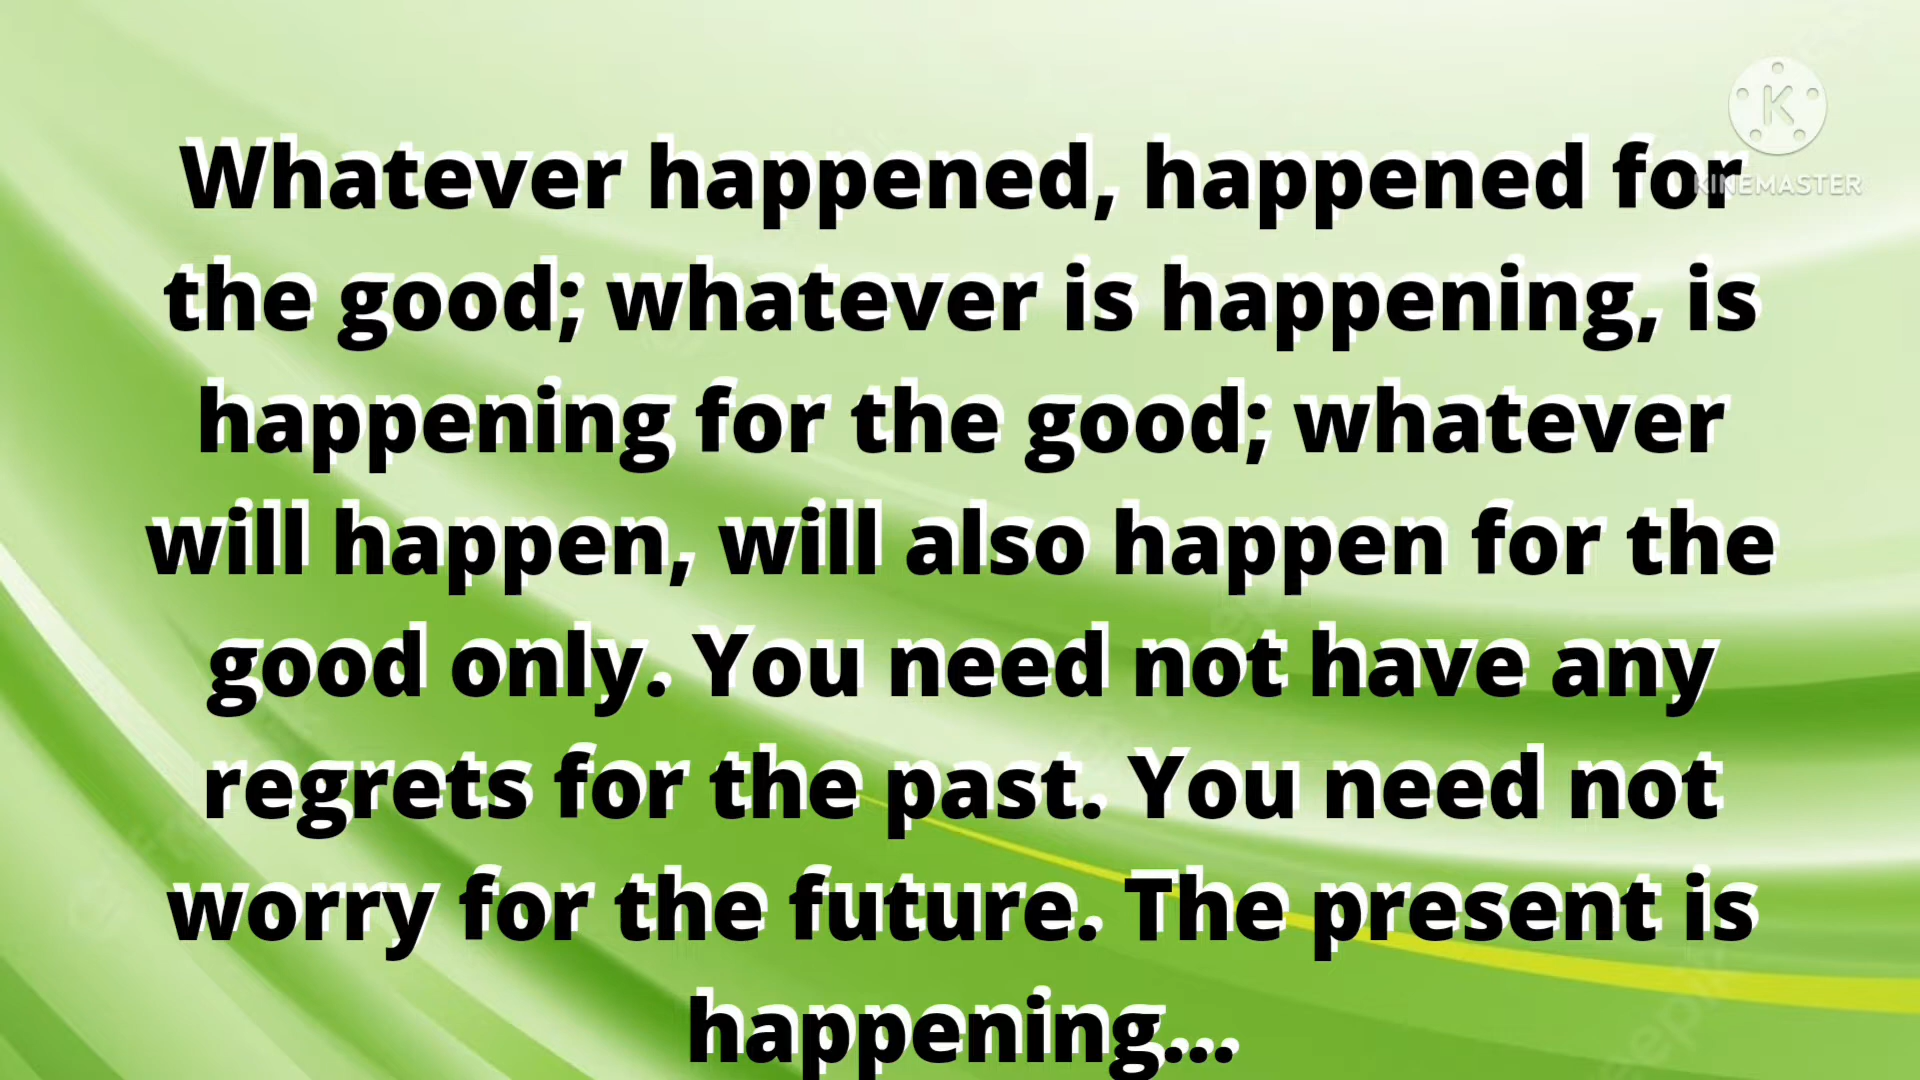 KINEMASTER
Whatever happened, happened for
the good; whatever is happening, is
happening for the good; whatever
will happen, will also happen for the
good only. You need not have any
regrets for the past. You need not
worry for the future. The present is
happening...